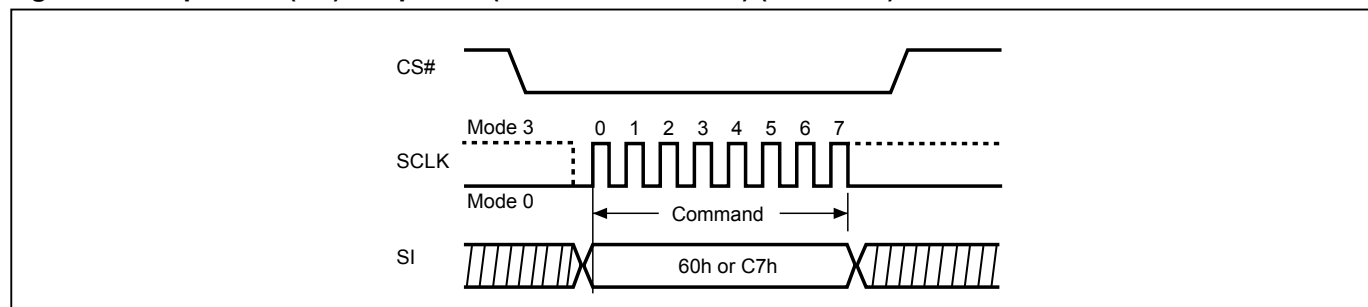 CS#
Mode 3
0 1 2 3 4 5 6 7
SCLK
Mode 0
Command
SI
60h or C7h